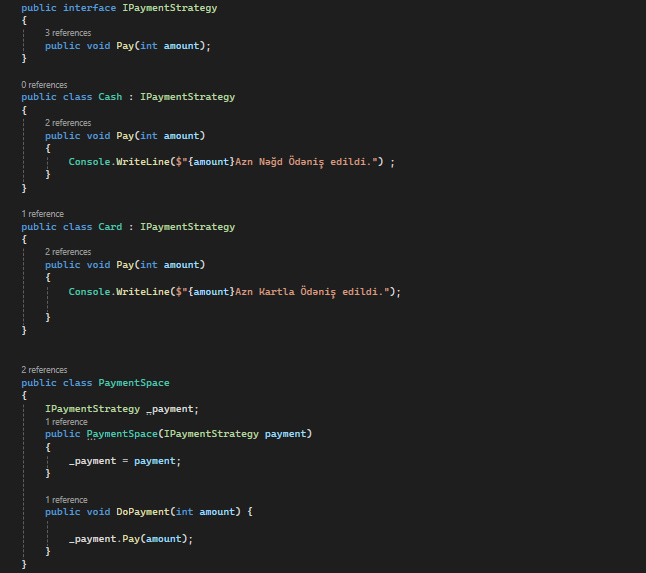 public interface IPaymentStrategy
{
3 references
public void Pay(int amount);
}
0 references
public class Cash : IPaymentStrategy
{
2 references
public void Pay(int amount)
{
Console.WriteLine($"{amount}Azn Nəğd Ödəniş edildi.") ;
}
}
1 reference
public class Card : IPaymentStrategy
{
2 references
public void Pay(int amount)
{
Console.WriteLine($"{amount}Azn Kartla Ödəniş edildi.");
}
}
2 references
public class PaymentSpace
{
IPaymentStrategy _payment;
1 reference
public PaymentSpace(IPaymentStrategy payment)
{
_payment = payment;
}
1 reference
public void DoPayment(int amount) {
_payment.Pay(amount);
}
}